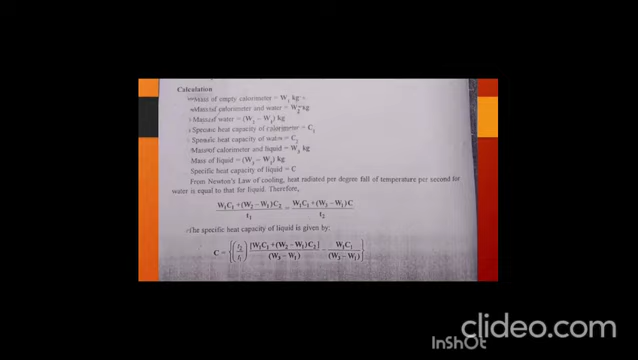 Calculation
Mass of empty calorimeter = W₁ kg
Mass of calorimeter and water = W₂ kg
Mass of water = (W₂ – W₁) kg
Specific heat capacity of calorimeter = C₁
Specific heat capacity of water = C₂
Mass of calorimeter and liquid = W₃ kg
Mass of liquid = (W₃ – W₁) kg
Specific heat capacity of liquid = C
From Newton's Law of cooling, heat radiated per degree fall of temperature per second for
water is equal to that for liquid. Therefore,
(W₁C₁+(W₂–W₁)C₂)/t₁ = (W₁C₁+(W₃–W₁)C)/t₂
The specific heat capacity of liquid is given by:
C = {(t₂/t₁) [W₁C₁+(W₂–W₁)C₂]/(W₃–W₁) – W₁C₁/(W₃–W₁)}
clideo.com
InShOt